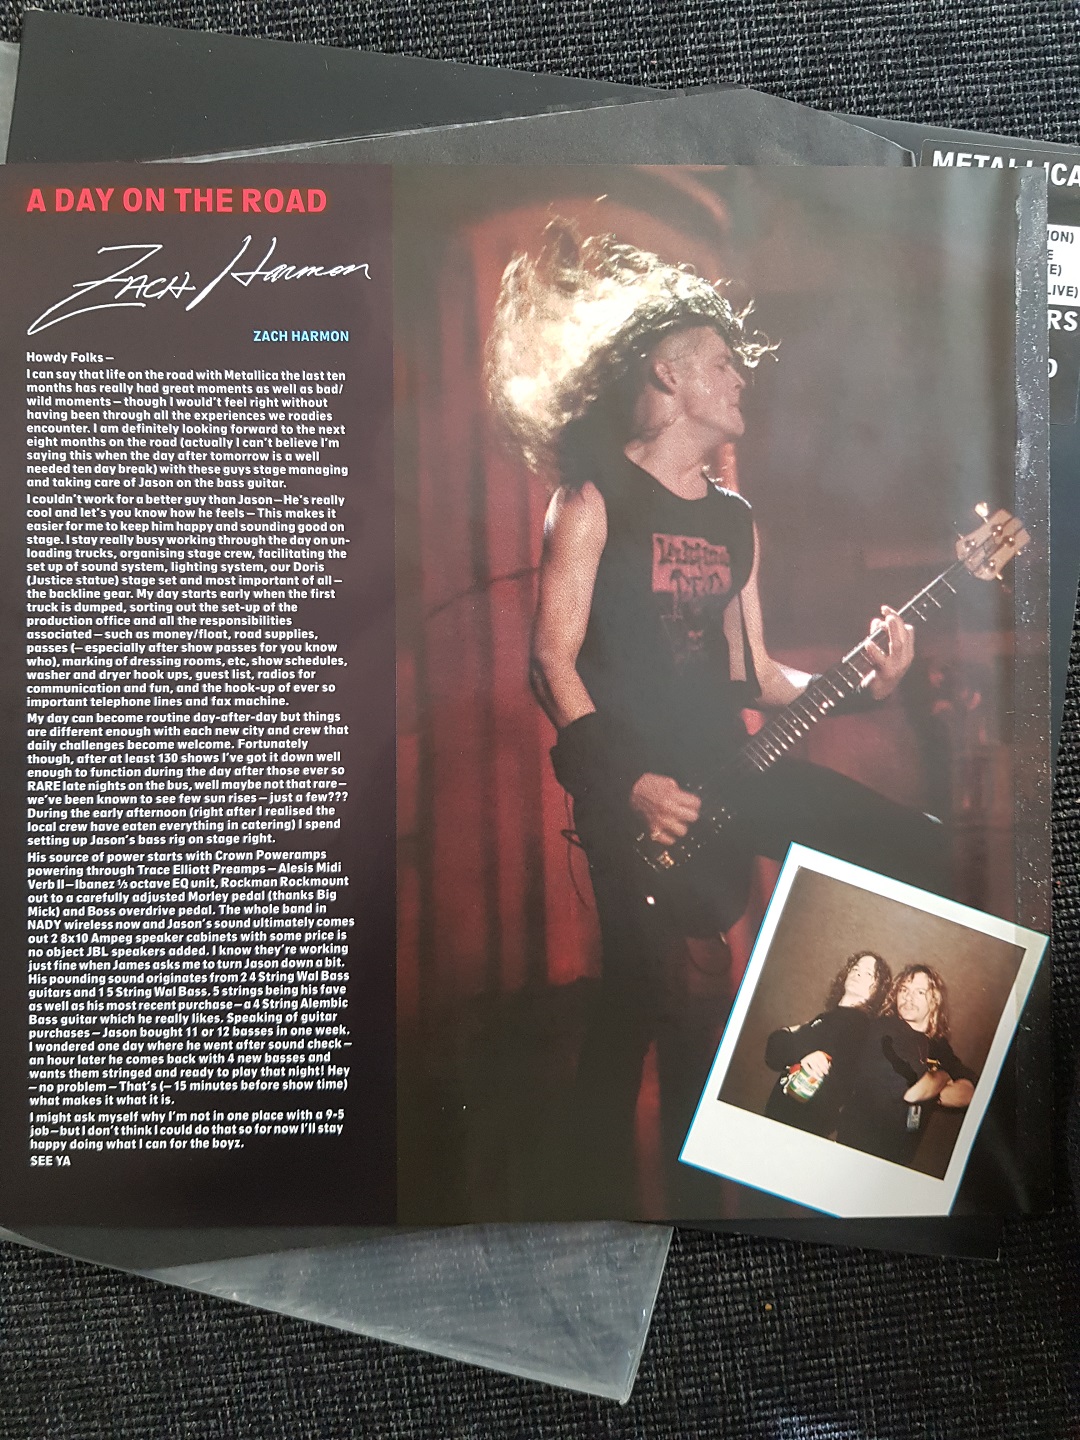 METALLICA
A DAY ON THE ROAD
ZACH Harmon
ZACH HARMON
Howdy Folks –
I can say that life on the road with Metallica the last ten
months has really had great moments as well as bad/
wild moments – though I wouldn't feel right without
having been through all the experiences we roadies
encounter. I am definitely looking forward to the next
eight months on the road (actually I can't believe I'm
saying this when the day after tomorrow is a well
needed ten day break) with these guys stage managing
and taking care of Jason on the bass guitar.
I couldn't work for a better guy than Jason – He's really
cool and let's you know how he feels – This makes it
easier for me to keep him happy and sounding good on
stage. I stay really busy working through the day on un-
loading trucks, organising stage crew, facilitating the
set up of sound system, lighting system, our Doris
(Justice statue) stage set and most important of all –
the backline gear. My day starts early when the first
truck is dumped, sorting out the set-up of the
production office and all the responsibilities
associated – such as money/float, road supplies,
passes (– especially after show passes for you know
who), marking of dressing rooms, etc, show schedules,
washer and dryer hook ups, guest list, radios for
communication and fun, and the hook-up of ever so
important telephone lines and fax machine.
My day can become routine day-after-day but things
are different enough with each new city and crew that
daily challenges become welcome. Fortunately
though, after at least 130 shows I've got it down well
enough to function during the day after those ever so
RARE late nights on the bus, well maybe not that rare –
we've been known to see few sun rises – just a few???
During the early afternoon (right after I realised the
local crew have eaten everything in catering) I spend
setting up Jason's bass rig on stage right.
His source of power starts with Crown Poweramps
powering through Trace Elliott Preamps – Alesis Midi
Verb II – Ibanez ⅓ octave EQ unit, Rockman Rockmount
out to a carefully adjusted Morley pedal (thanks Big
Mick) and Boss overdrive pedal. The whole band in
NADY wireless now and Jason's sound ultimately comes
out 2 8x10 Ampeg speaker cabinets with some price is
no object JBL speakers added. I know they're working
just fine when James asks me to turn Jason down a bit.
His pounding sound originates from 2 4 String Wal Bass
guitars and 1 5 String Wal Bass. 5 strings being his fave
as well as his most recent purchase – a 4 String Alembic
Bass guitar which he really likes. Speaking of guitar
purchases – Jason bought 11 or 12 basses in one week.
I wondered one day where he went after sound check –
an hour later he comes back with 4 new basses and
wants them stringed and ready to play that night! Hey
– no problem – That's (– 15 minutes before show time)
what makes it what it is.
I might ask myself why I'm not in one place with a 9-5
job – but I don't think I could do that so for now I'll stay
happy doing what I can for the boyz.
SEE YA
ION)
E
LIVE)
RS